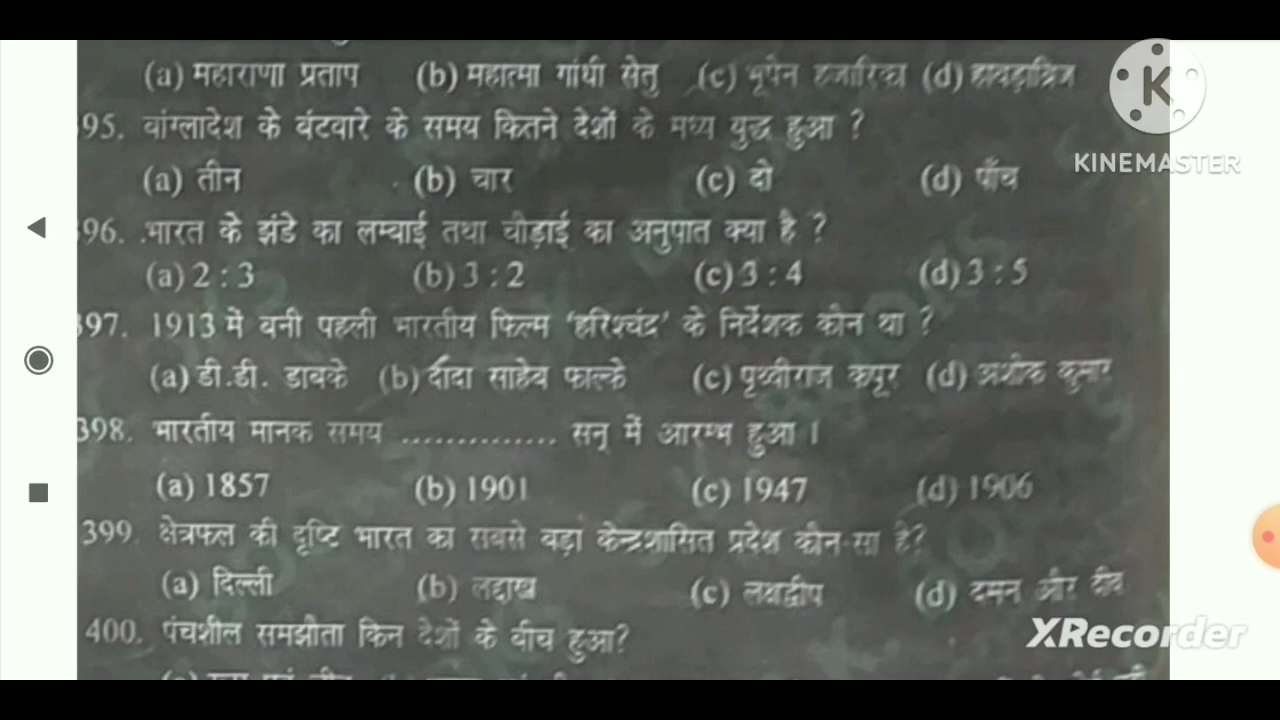 (a) महाराणा प्रताप (b) महात्मा गांधी सेतु (c) भूपेन हजारिका (d) हावड़ाब्रिज
K
KINEMASTER
95. बांग्लादेश के बंटवारे के समय कितने देशों के मध्य युद्ध हुआ ?
(a) तीन (b) चार (c) दो (d) पाँच
96. भारत के झंडे का लम्बाई तथा चौड़ाई का अनुपात क्या है ?
(a) 2 : 3 (b) 3 : 2 (c) 3 : 4 (d) 3 : 5
397. 1913 में बनी पहली भारतीय फिल्म ‘हरिश्चंद्र’ के निर्देशक कौन था ?
(a) डी.डी. डाबके (b) दादा साहेब फाल्के (c) पृथ्वीराज कपूर (d) अशोक कुमार
398. भारतीय मानक समय .............. सन् में आरम्भ हुआ ।
(a) 1857 (b) 1901 (c) 1947 (d) 1906
399. क्षेत्रफल की दृष्टि भारत का सबसे बड़ा केन्द्रशासित प्रदेश कौन-सा है?
(a) दिल्ली (b) लद्दाख (c) लक्षद्वीप (d) दमन और दीव
400. पंचशील समझौता किन देशों के बीच हुआ?
XRecorder